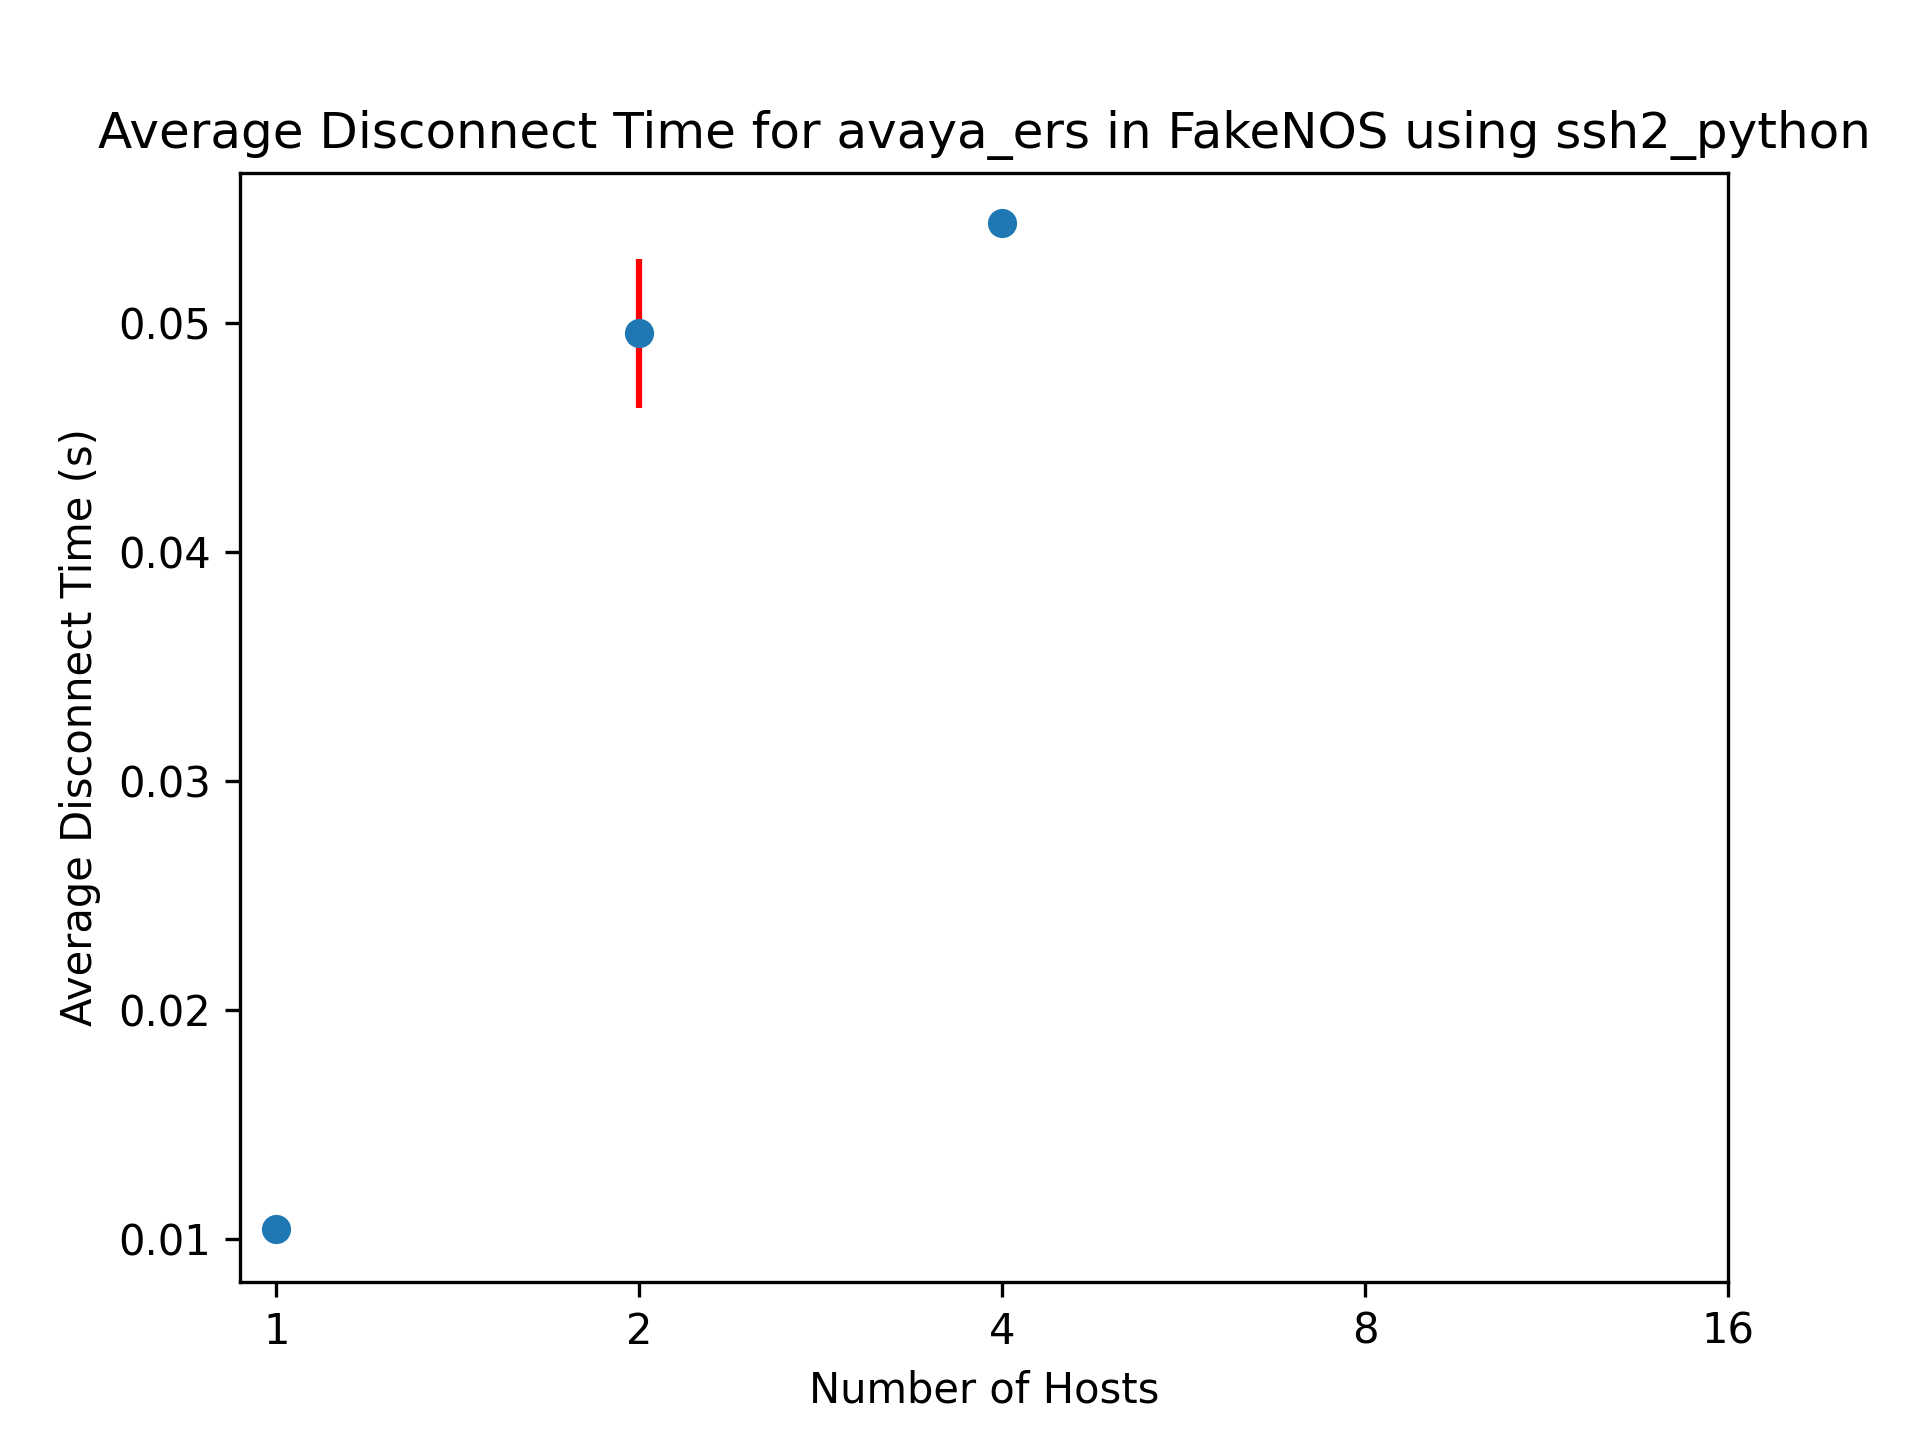 Average Disconnect Time for avaya_ers in FakeNOS using ssh2_python
Average Disconnect Time (s)
0.05
0.04
0.03
0.02
0.01
1 2 4 8 16
Number of Hosts